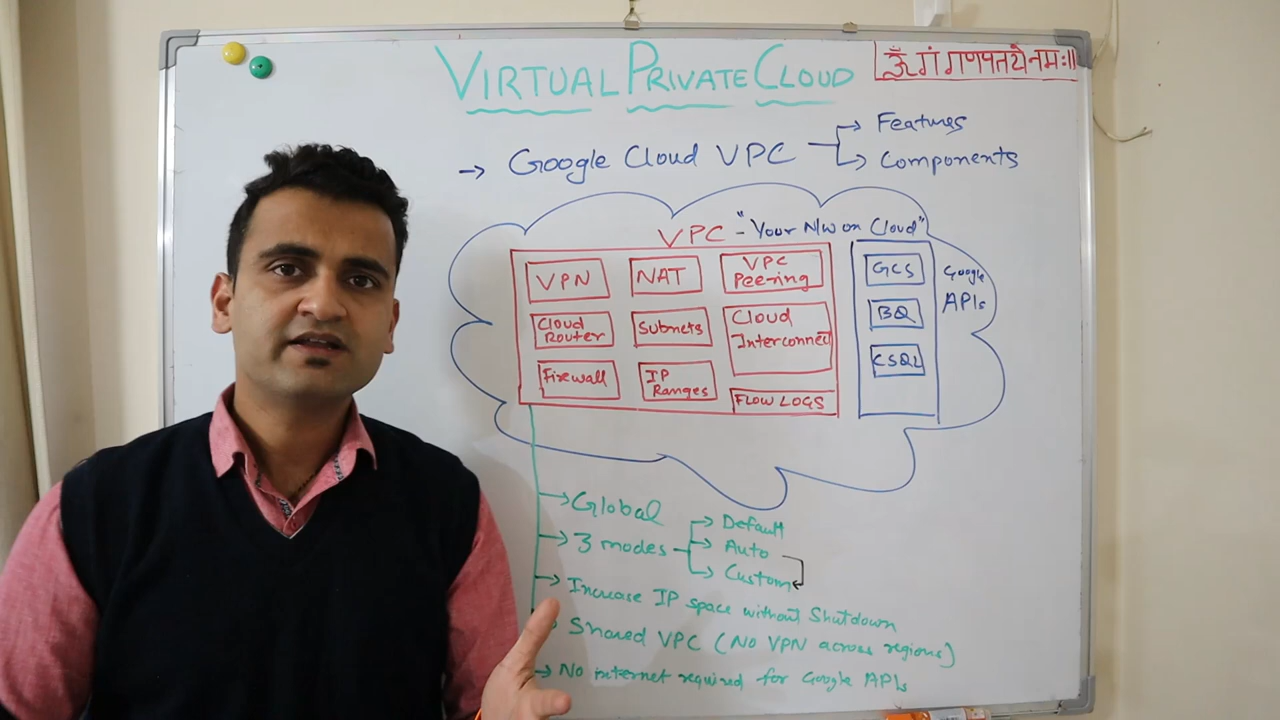 VIRTUAL PRIVATE CLOUD
ॐ गं गणपतये नमः॥
→ Google Cloud VPC → Features
→ Components
VPC - "Your N/W on Cloud"
VPN
NAT
VPC Peering
Cloud Router
Subnets
Cloud Interconnect
Firewall
IP Ranges
FLOW LOGS
GCS
BQ
CSQL
Google APIs
→ Global
→ 3 modes → Default
→ Auto
→ Custom
→ Increase IP space without Shutdown
Shared VPC (No VPN across regions)
→ No internet required for Google APIs